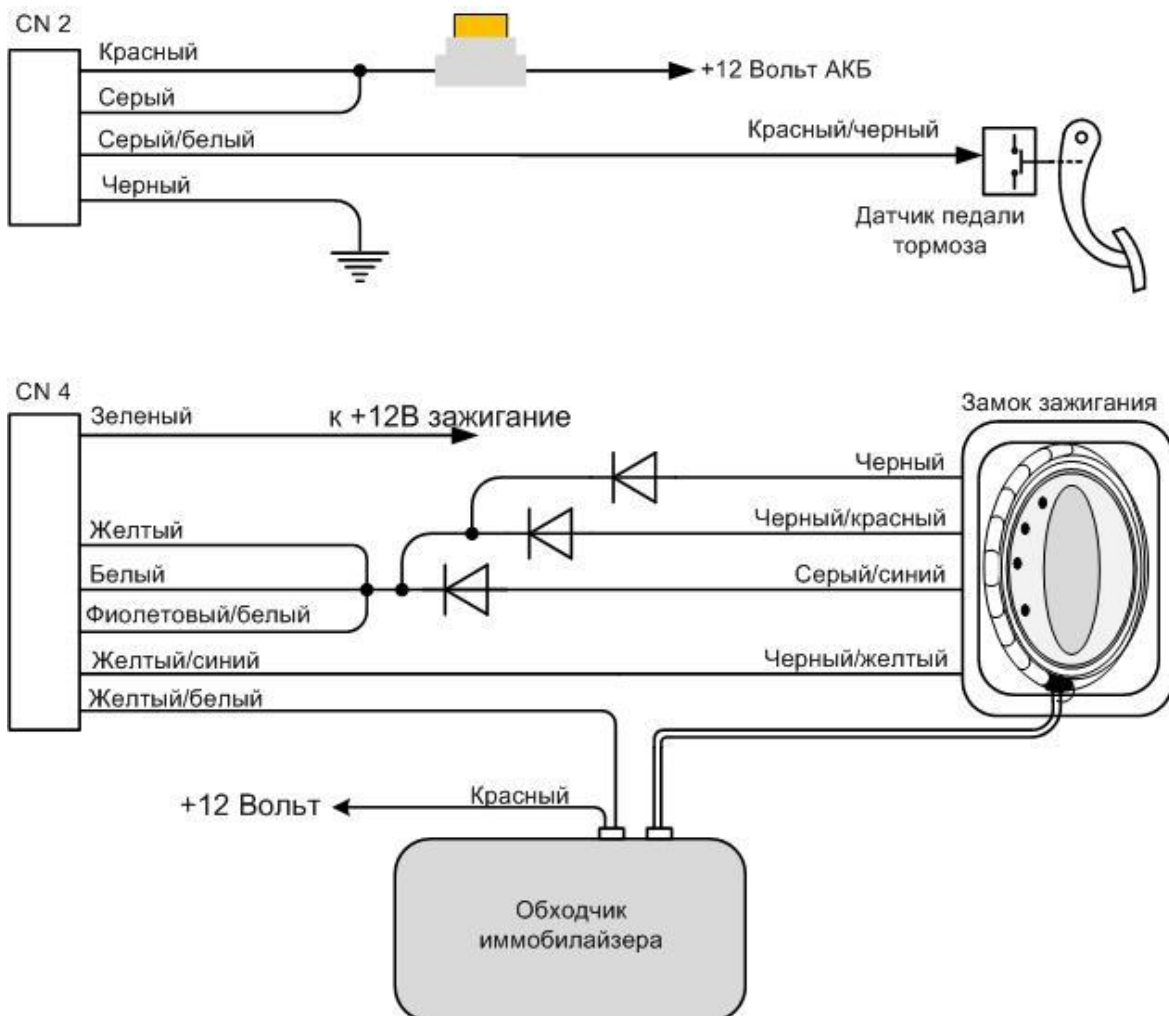 CN 2
Красный
+12 Вольт АКБ
Серый
Серый/белый
Красный/черный
Черный
Датчик педали
тормоза
CN 4
Зеленый
к +12В зажигание
Замок зажигания
Черный
Желтый
Черный/красный
Белый
Серый/синий
Фиолетовый/белый
Желтый/синий
Черный/желтый
Желтый/белый
+12 Вольт
Красный
Обходчик
иммобилайзера